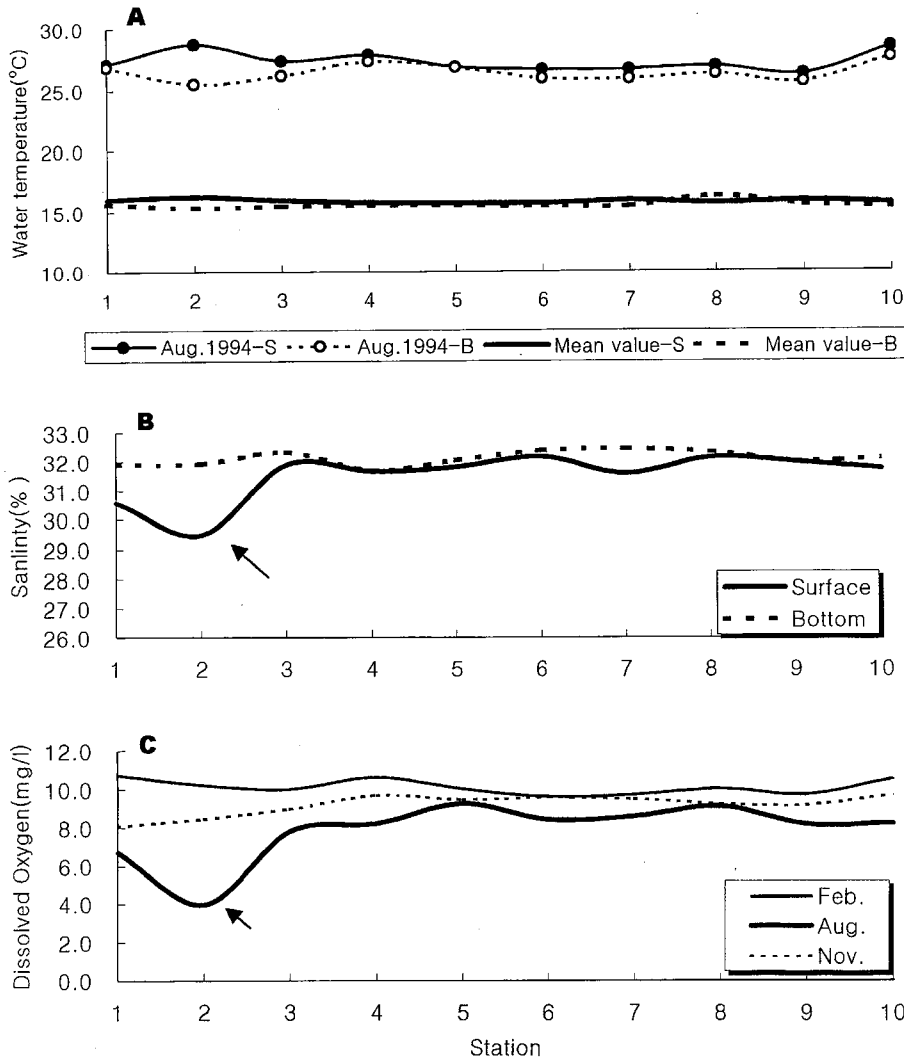 A
Water temperature(°C)
30.0
25.0
20.0
15.0
10.0
1 2 3 4 5 6 7 8 9 10
Aug.1994-S Aug.1994-B Mean value-S Mean value-B
B
Sanlinty(%)
33.0
32.0
31.0
30.0
29.0
28.0
27.0
26.0
Surface
Bottom
1 2 3 4 5 6 7 8 9 10
C
Dissolved Oxygen(mg/l)
12.0
10.0
8.0
6.0
4.0
2.0
0.0
Feb.
Aug.
Nov.
1 2 3 4 5 6 7 8 9 10
Station